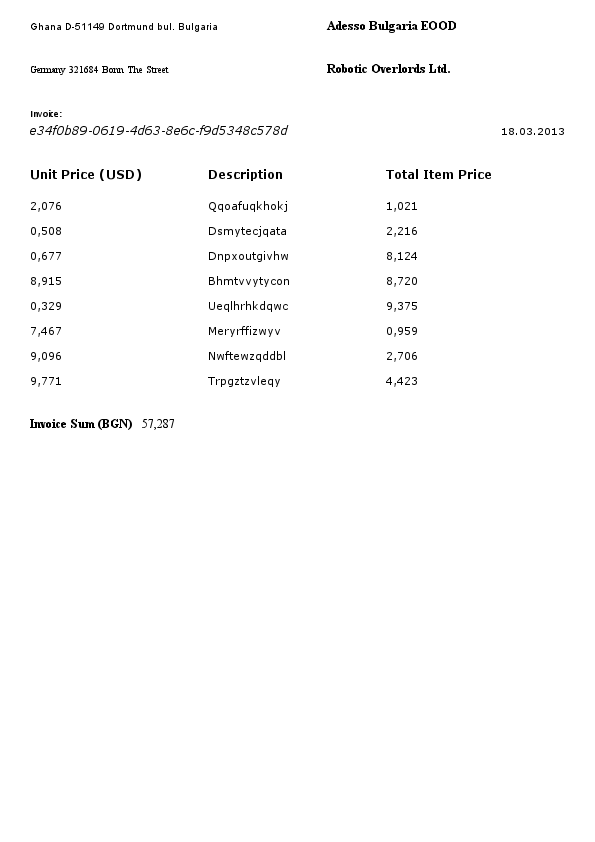 Ghana D-51149 Dortmund bul. Bulgaria Adesso Bulgaria EOOD
Germany 321684 Bonn The Street Robotic Overlords Ltd.
Invoice:
e34f0b89-0619-4d63-8e6c-f9d5348c578d 18.03.2013
Unit Price (USD) Description Total Item Price
2,076 Qqoafuqkhokj 1,021
0,508 Dsmytecjqata 2,216
0,677 Dnpxoutgivhw 8,124
8,915 Bhmtvvytycon 8,720
0,329 Ueqlhrhkdqwc 9,375
7,467 Meryrffizwyv 0,959
9,096 Nwftewzqddbl 2,706
9,771 Trpgztzvleqy 4,423
Invoice Sum (BGN) 57,287